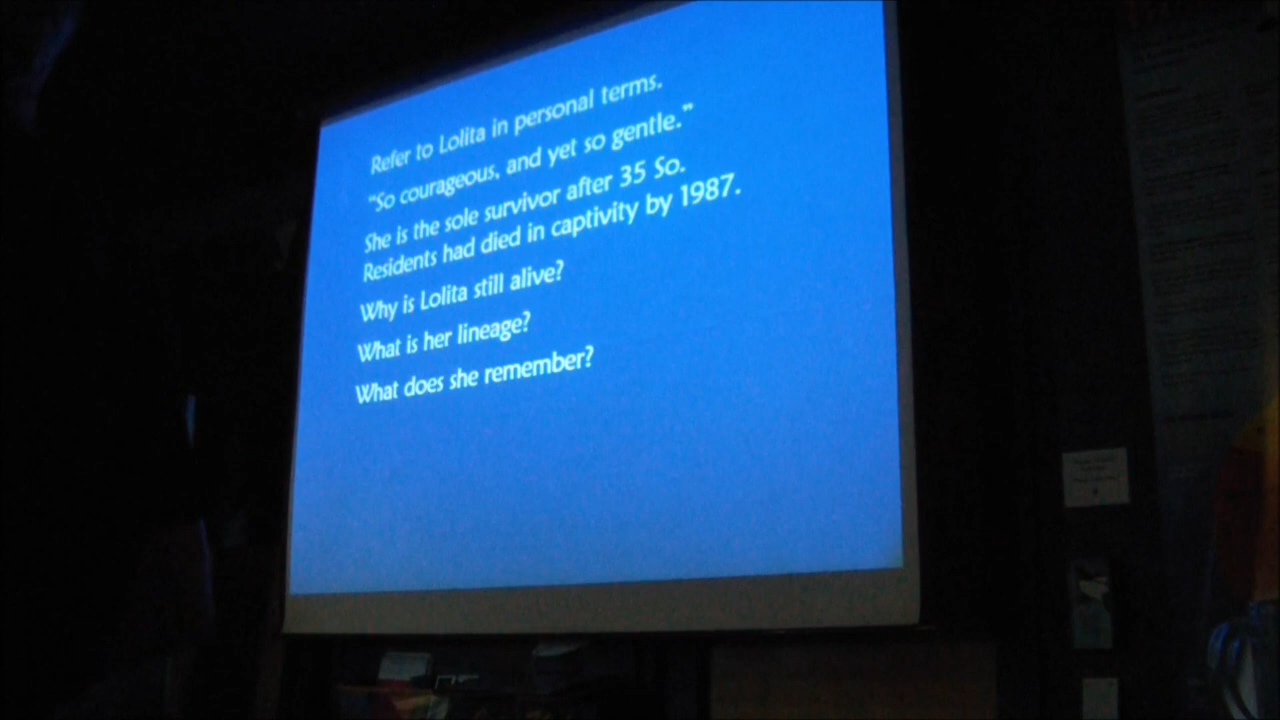 Refer to Lolita in personal terms.
"So courageous, and yet so gentle."
She is the sole survivor after 35 So.
Residents had died in captivity by 1987.
Why is Lolita still alive?
What is her lineage?
What does she remember?